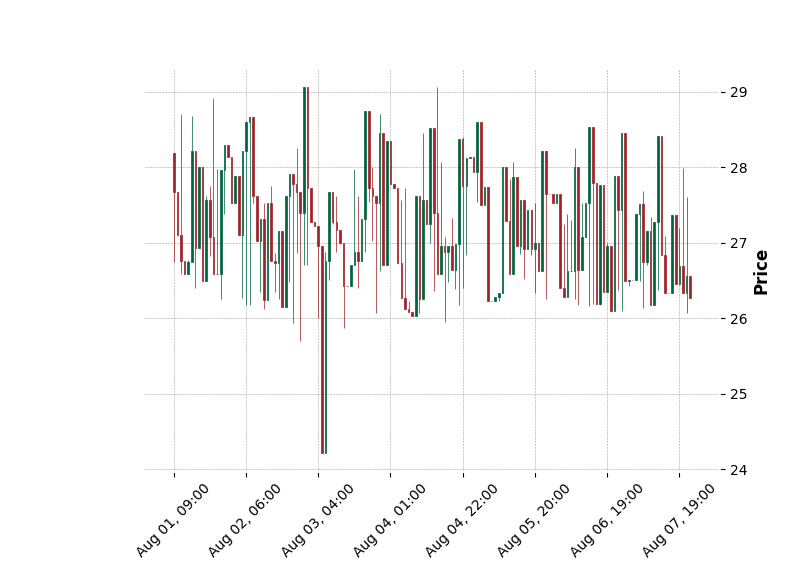 29
28
27
26
25
24
Price
Aug 01, 09:00
Aug 02, 06:00
Aug 03, 04:00
Aug 04, 01:00
Aug 04, 22:00
Aug 05, 20:00
Aug 06, 19:00
Aug 07, 19:00